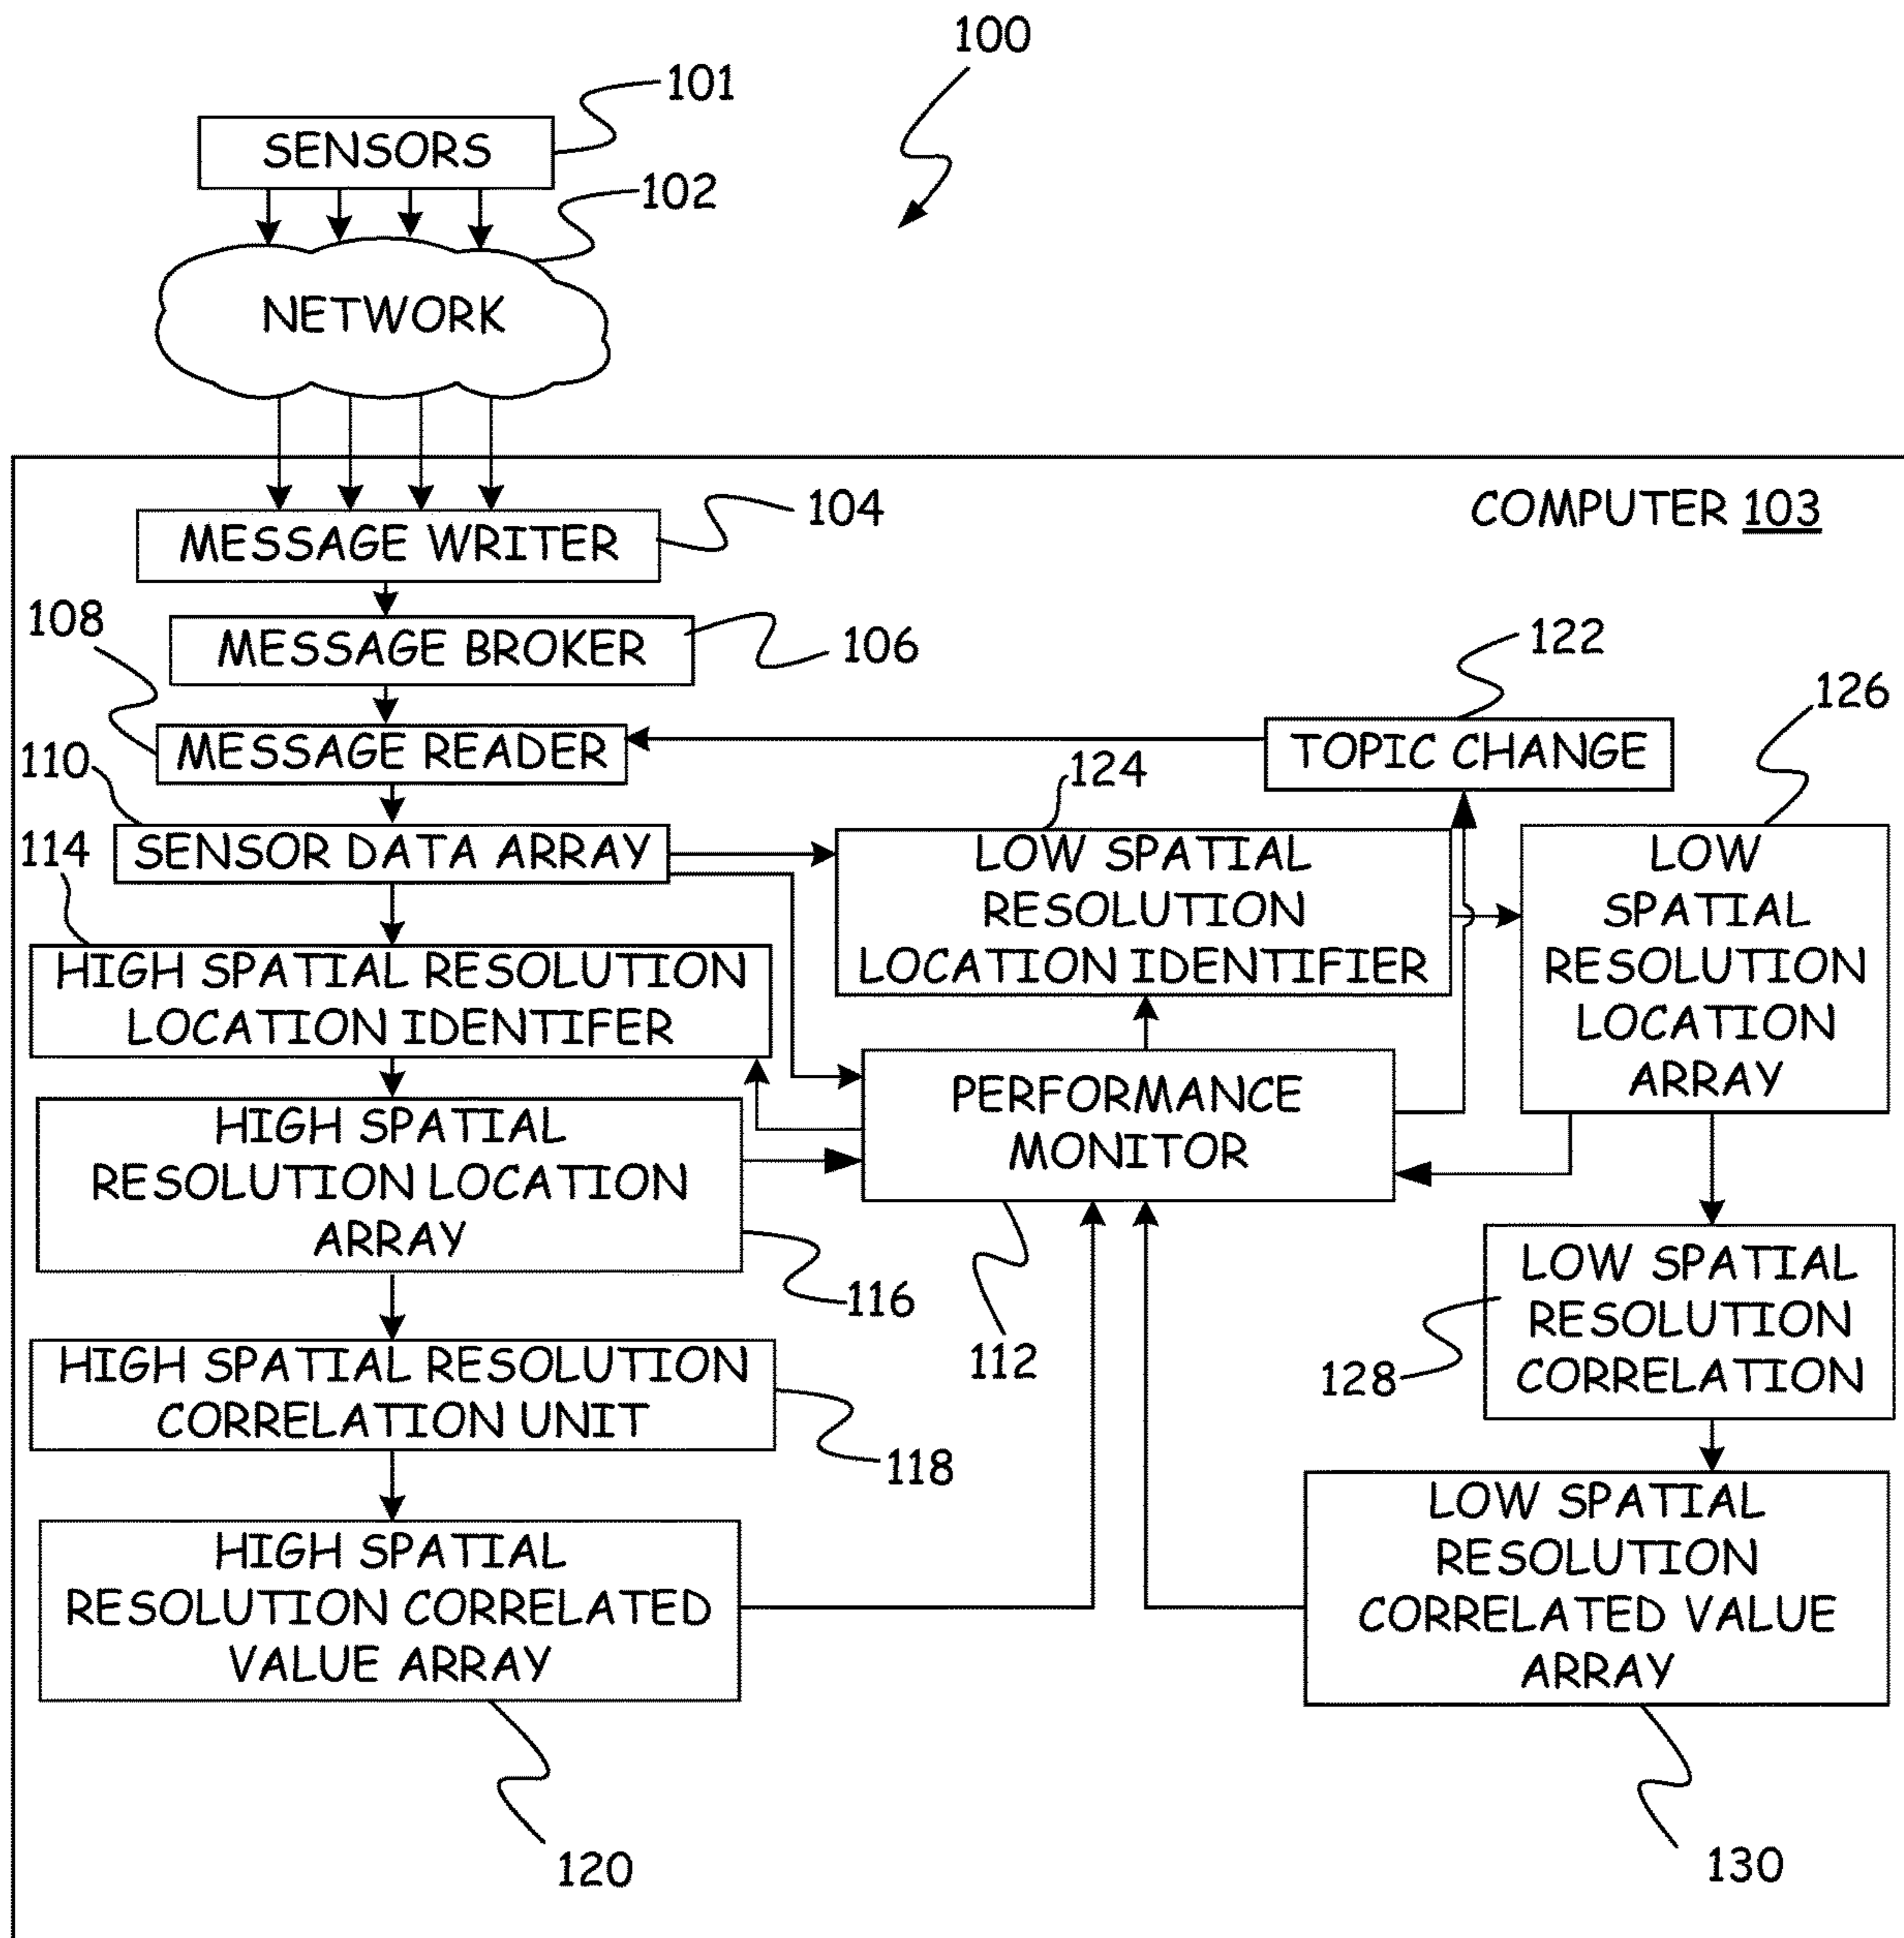 100
101
SENSORS
102
NETWORK
COMPUTER 103
104
MESSAGE WRITER
108
MESSAGE BROKER
106
122
126
MESSAGE READER
TOPIC CHANGE
110
124
114
SENSOR DATA ARRAY
LOW SPATIAL
RESOLUTION
LOCATION IDENTIFIER
LOW
SPATIAL
RESOLUTION
LOCATION
ARRAY
HIGH SPATIAL RESOLUTION
LOCATION IDENTIFER
PERFORMANCE
MONITOR
HIGH SPATIAL
RESOLUTION LOCATION
ARRAY
116
112
LOW SPATIAL
RESOLUTION
CORRELATION
128
HIGH SPATIAL RESOLUTION
CORRELATION UNIT
118
HIGH SPATIAL
RESOLUTION CORRELATED
VALUE ARRAY
LOW SPATIAL
RESOLUTION
CORRELATED VALUE
ARRAY
120
130